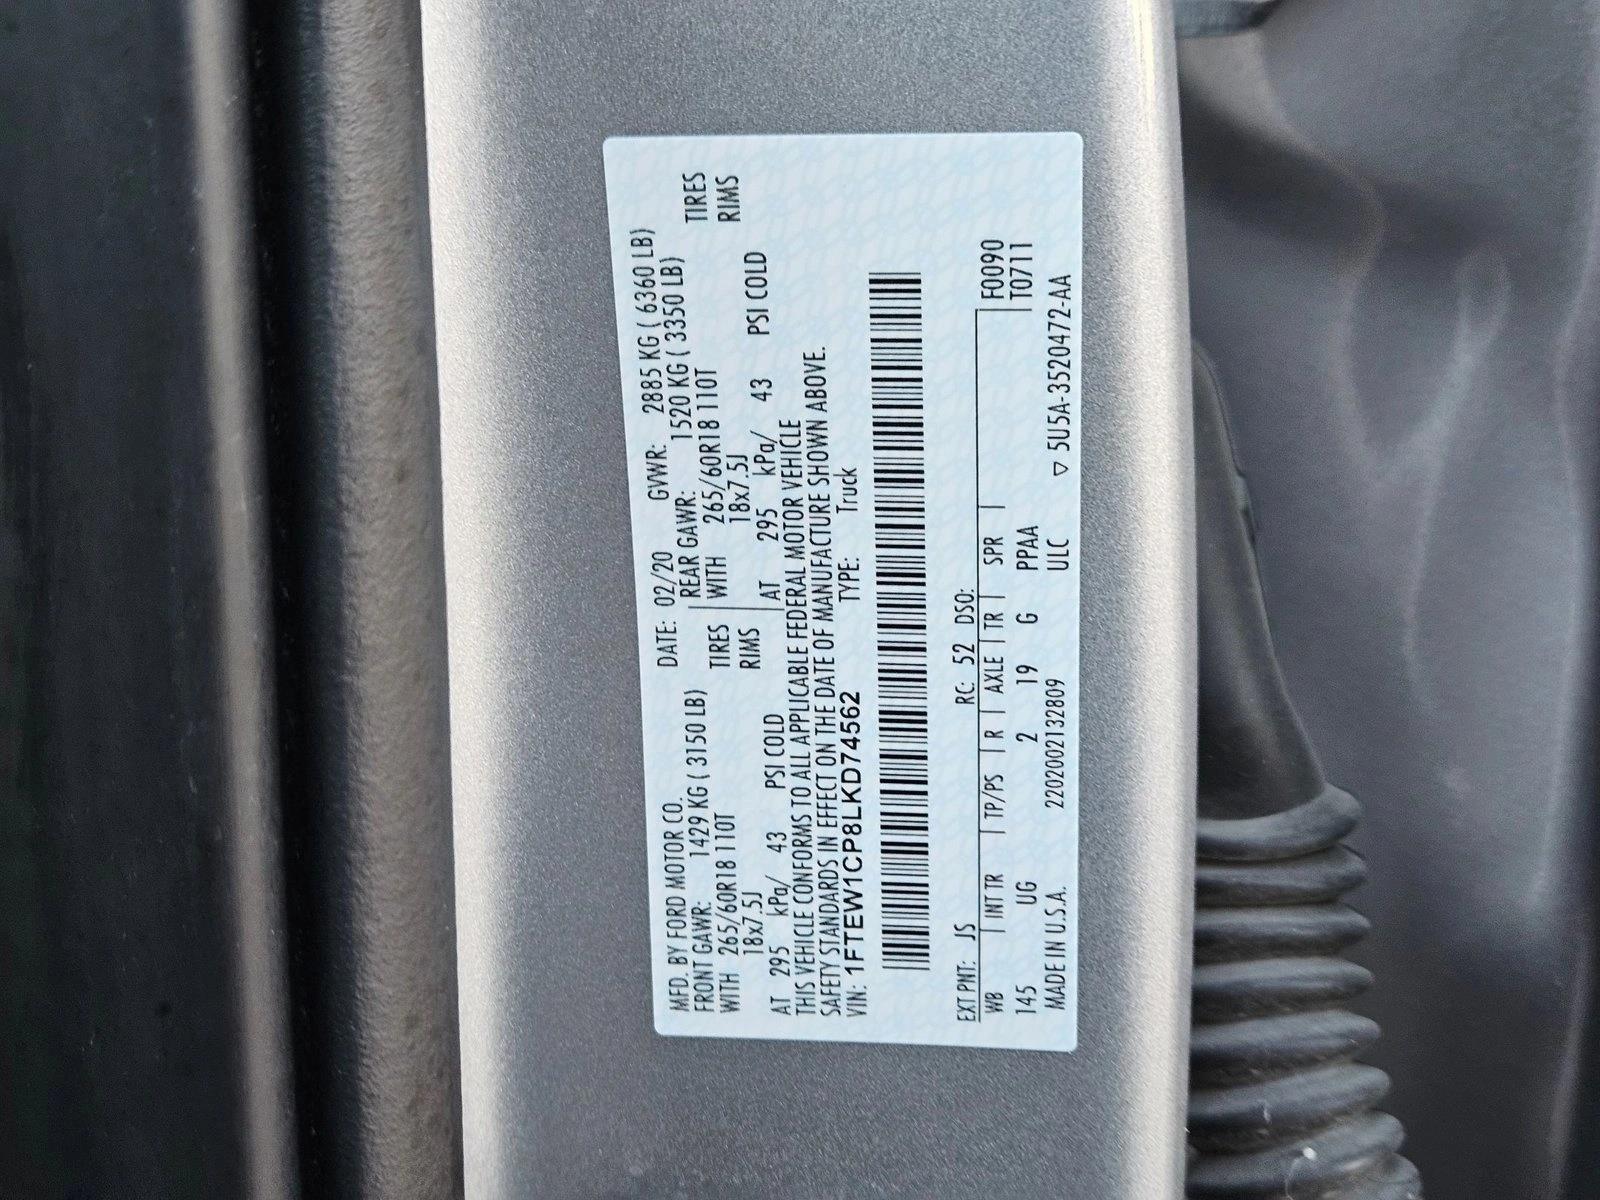 MFD. BY FORD MOTOR CO. DATE: 02/20 GVWR: 2885 KG ( 6360 LB)
FRONT GAWR: 1429 KG ( 3150 LB) REAR GAWR: 1520 KG ( 3350 LB)
WITH 265/60R18 110T TIRES WITH 265/60R18 110T TIRES
18x7.5J RIMS 18x7.5J RIMS
AT 295 kPa/ 43 PSI COLD AT 295 kPa/ 43 PSI COLD
THIS VEHICLE CONFORMS TO ALL APPLICABLE FEDERAL MOTOR VEHICLE
SAFETY STANDARDS IN EFFECT ON THE DATE OF MANUFACTURE SHOWN ABOVE.
VIN: 1FTEW1CP8LKD74562 TYPE: Truck
EXT PNT: JS RC: 52 DSO: F0090
WB | INT TR | TP/PS | R | AXLE | TR | SPR | T0711
145 UG 2 19 G PPAA
MADE IN U.S.A. 22020002132809 ULC ▽ 5U5A-3520472-AA